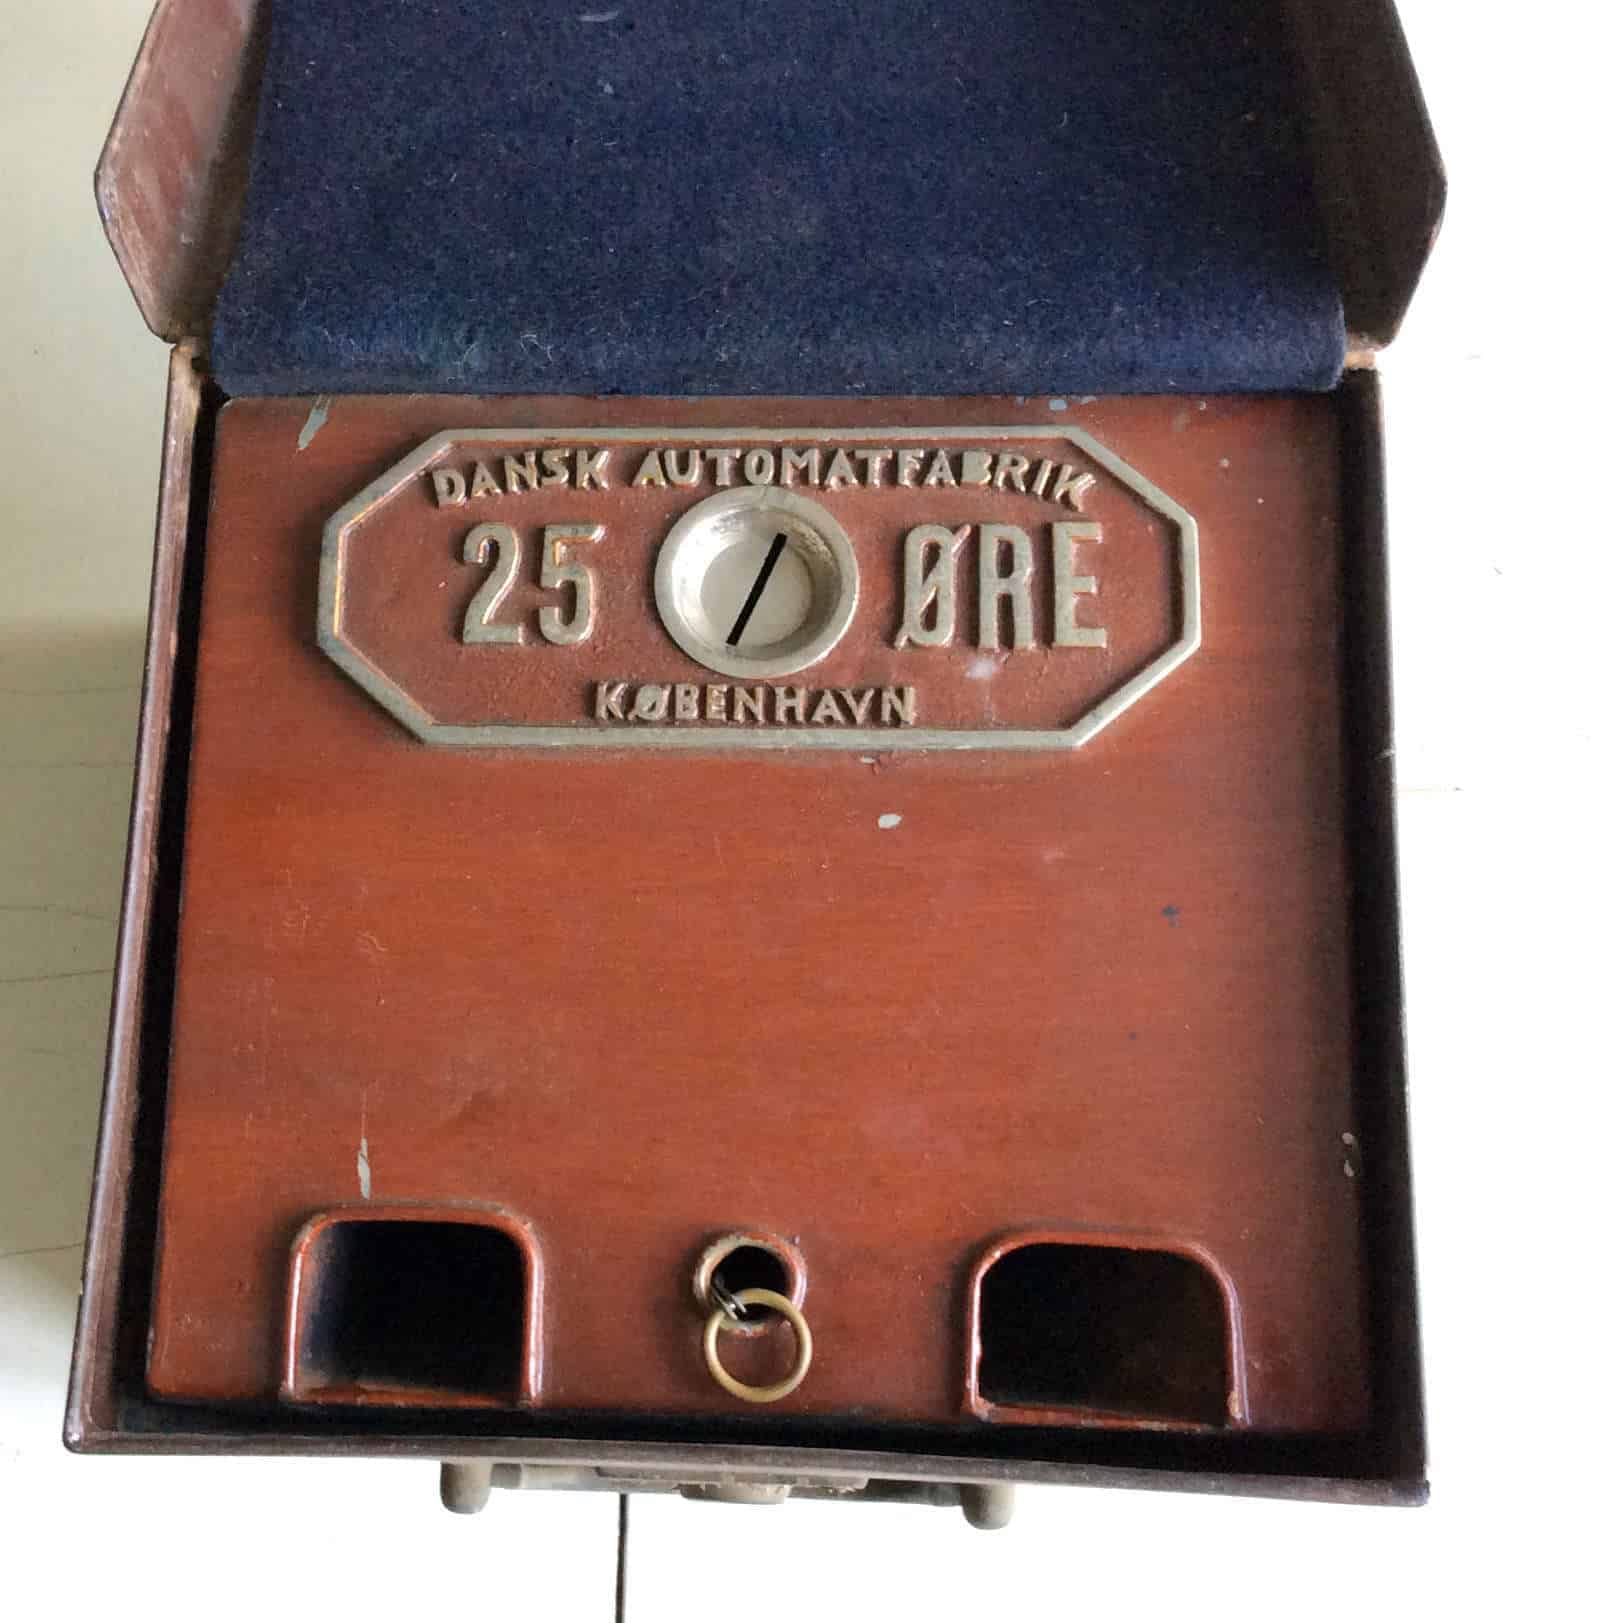 DANSK AUTOMATFABRIK
25 ØRE
KØBENHAVN